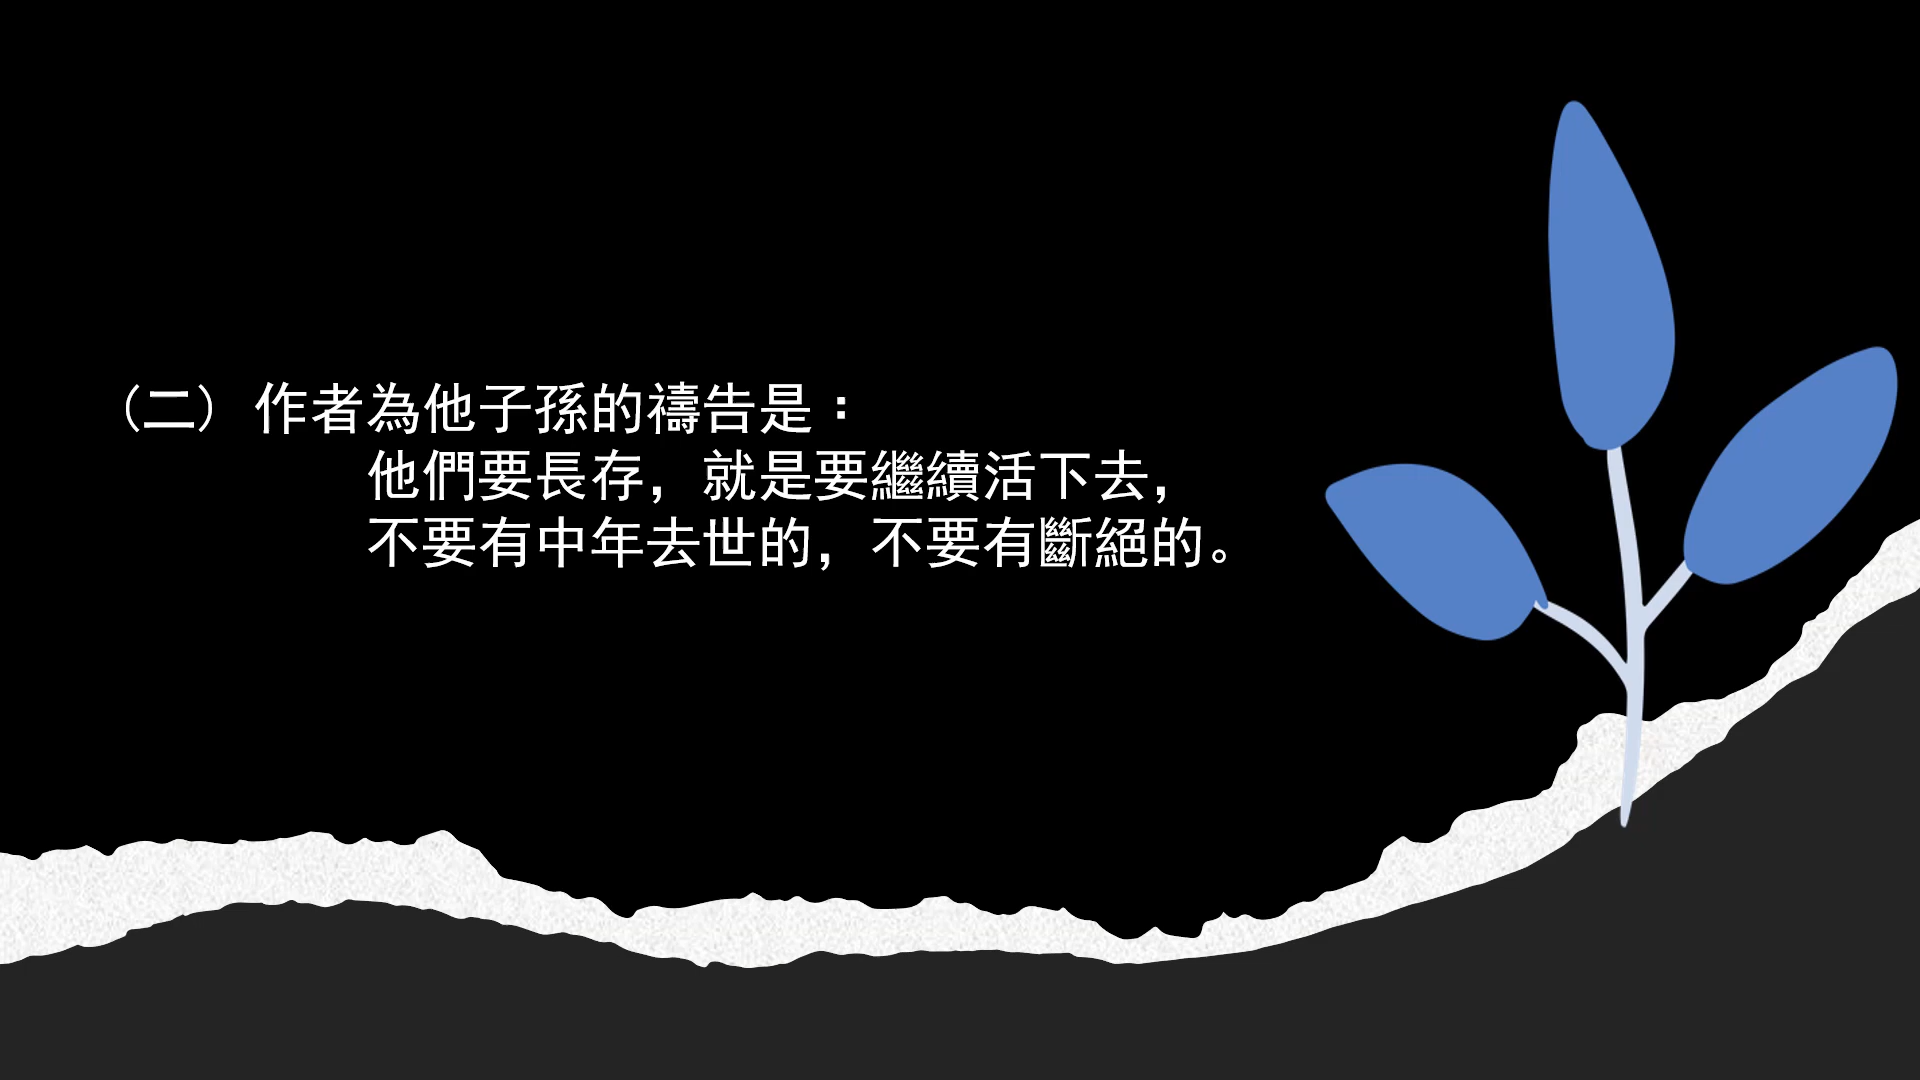 （二） 作者為他子孫的禱告是：
他們要長存，就是要繼續活下去，
不要有中年去世的，不要有斷絕的。